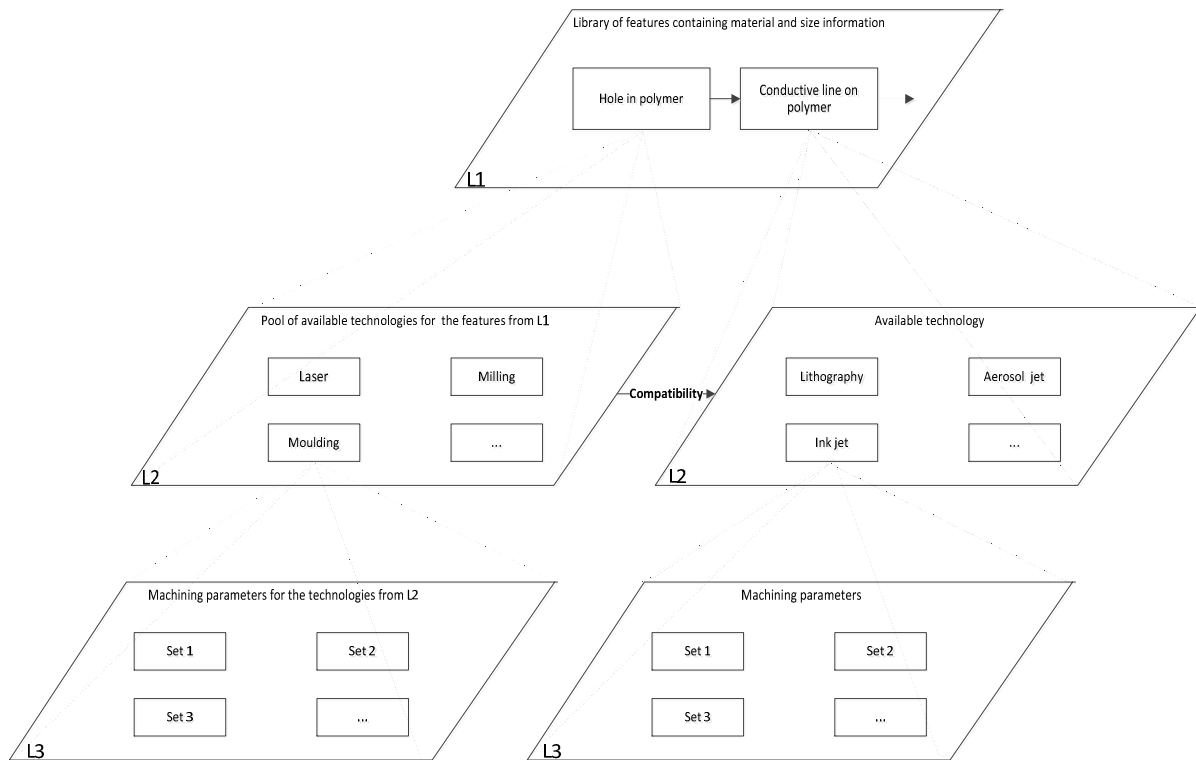 Library of features containing material and size information
Hole in polymer
Conductive line on
polymer
L1
Pool of available technologies for the features from L1
Laser
Milling
Moulding
...
L2
Compatibility
Available technology
Lithography
Aerosol jet
Ink jet
...
L2
Machining parameters for the technologies from L2
Set 1
Set 2
Set 3
...
L3
Machining parameters
Set 1
Set 2
Set 3
...
L3